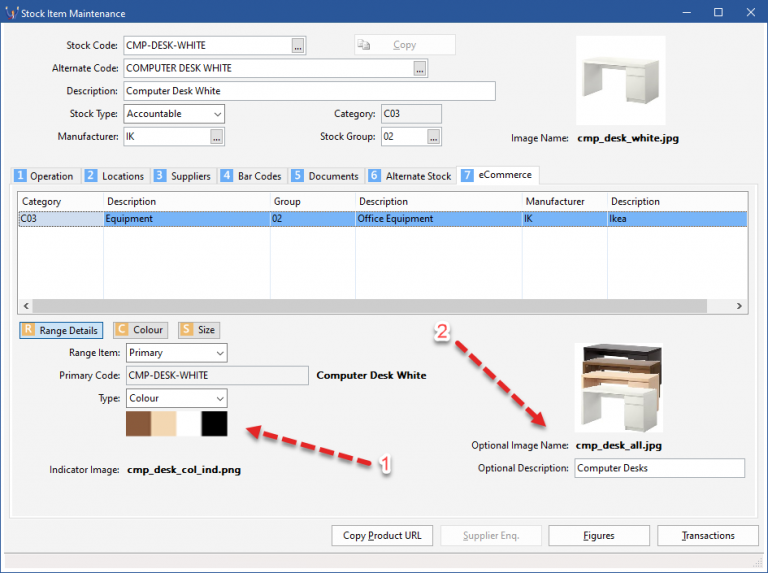 Stock Item Maintenance
Stock Code: CMP-DESK-WHITE ... Copy
Alternate Code: COMPUTER DESK WHITE ...
Description: Computer Desk White
Stock Type: Accountable Category: C03
Manufacturer: IK ... Stock Group: 02 ... Image Name: cmp_desk_white.jpg
1 Operation 2 Locations 3 Suppliers 4 Bar Codes 5 Documents 6 Alternate Stock 7 eCommerce
Category Description Group Description Manufacturer Description
C03 Equipment 02 Office Equipment IK Ikea
R Range Details C Colour S Size 2
Range Item: Primary
Primary Code: CMP-DESK-WHITE Computer Desk White
Type: Colour
Optional Image Name: cmp_desk_all.jpg
1
Indicator Image: cmp_desk_col_ind.png Optional Description: Computer Desks
Copy Product URL Supplier Enq. Figures Transactions